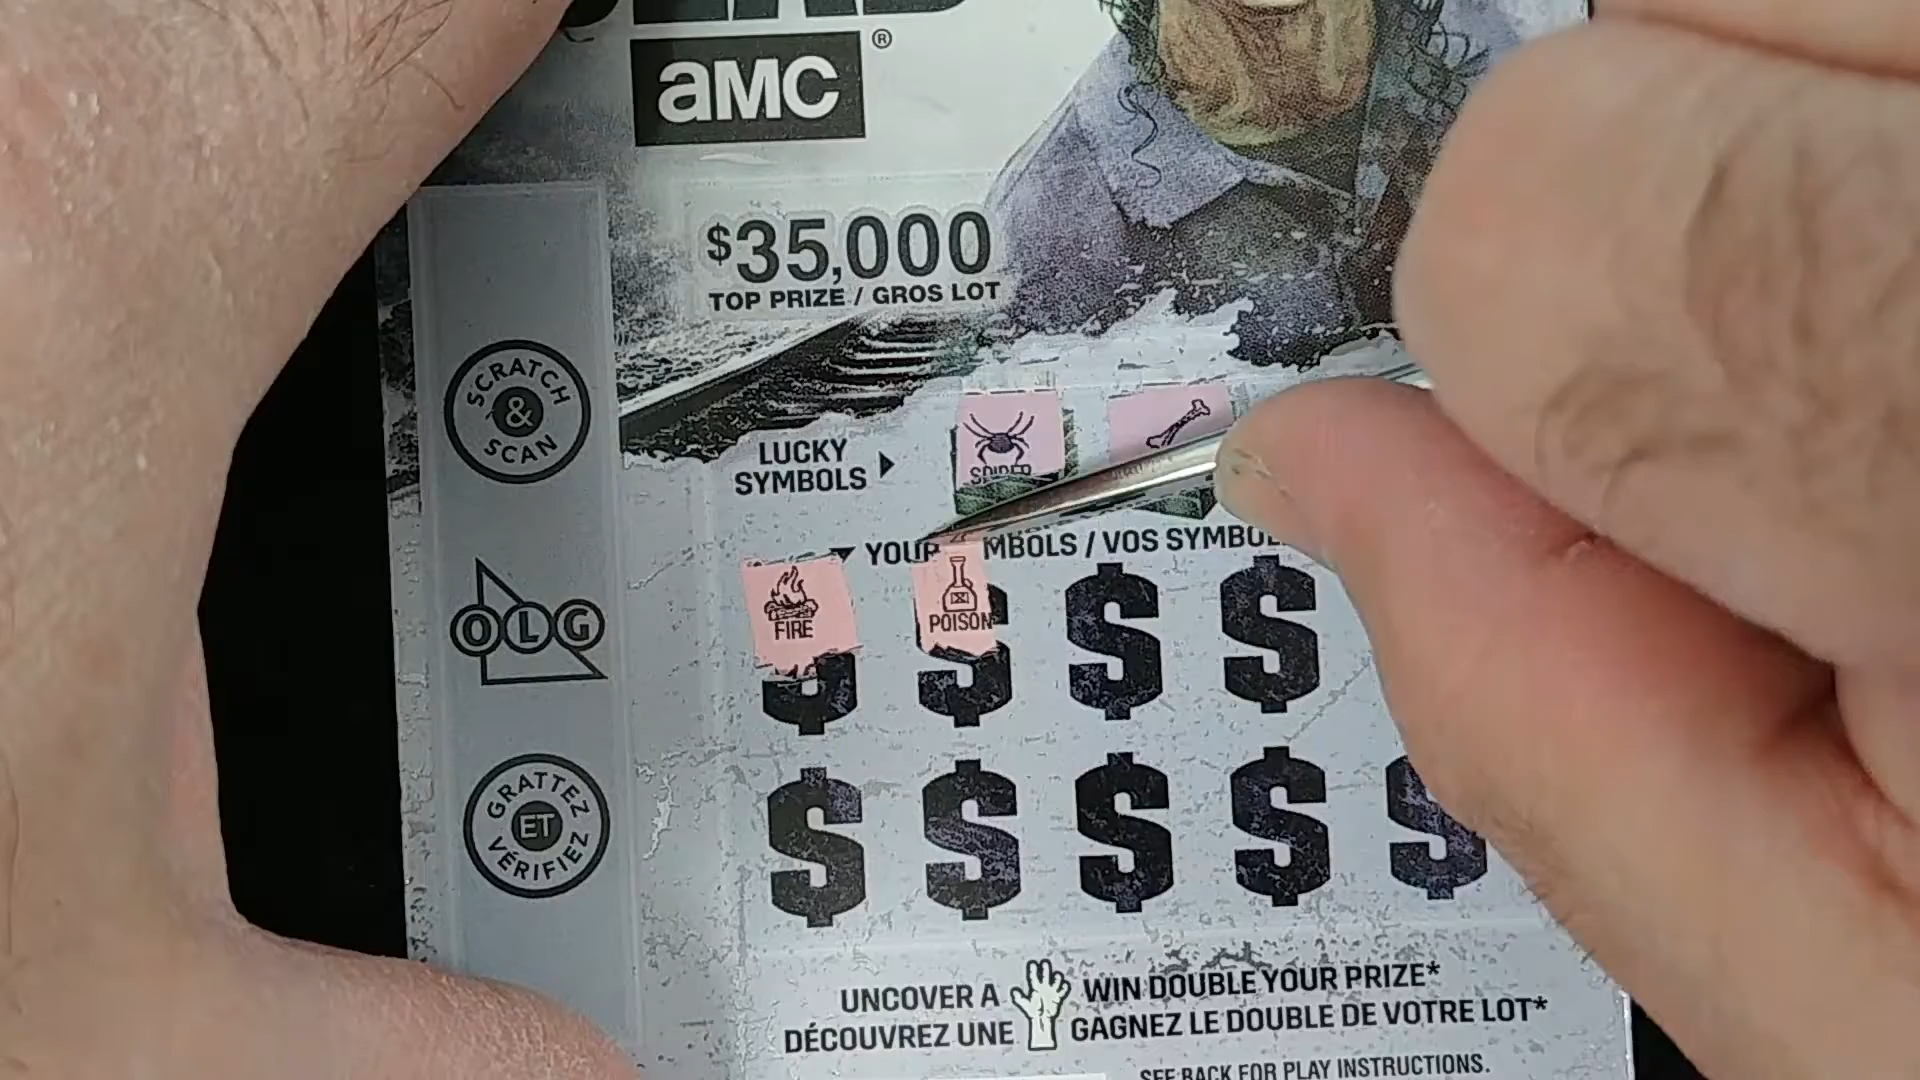 aMC®
$35,000
TOP PRIZE / GROS LOT
SCRATCH
&
SCAN
LUCKY
SYMBOLS
SPIDER
MBOLS / VOS
FIRE
POISON
OLG
$ $ $ $
GRATTEZ
ET
VÉRIFIEZ
$ $ $ $ $
UNCOVER A WIN DOUBLE YOUR PRIZE*
DÉCOUVREZ UNE GAGNEZ LE DOUBLE DE VOTRE LOT*
SEE BACK FOR PLAY INSTRUCTIONS.